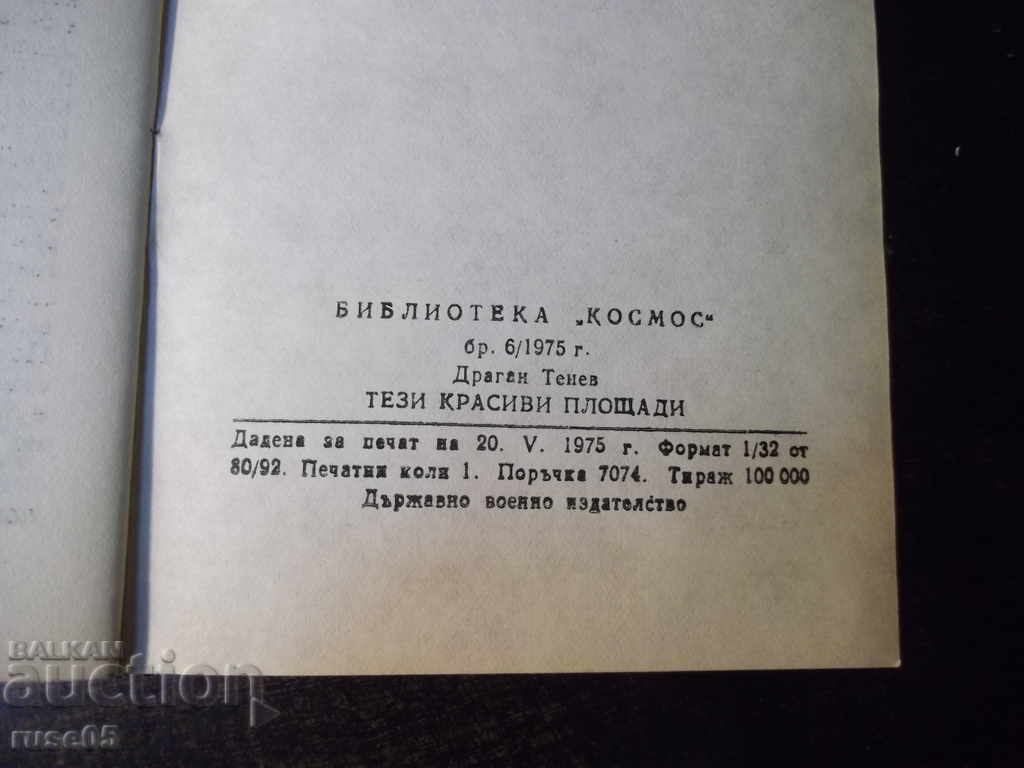 БИБЛИОТЕКА „КОСМОС“
бр. 6/1975 г.
Драган Тенев
ТЕЗИ КРАСИВИ ПЛОЩАДИ
Дадена за печат на 20. V. 1975 г. Формат 1/32 от
80/92. Печатни коли 1. Поръчка 7074. Тираж 100 000
Държавно военно издателство
BALKAN
auction
ruse05